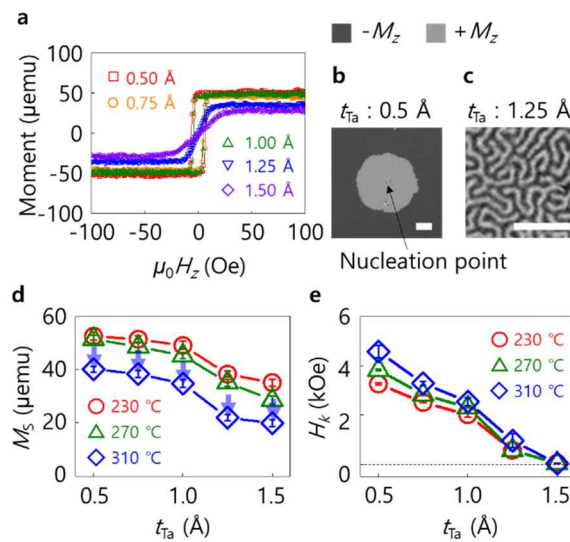 a
-M_z
+M_z
Moment (μemu)
100
50
0
-50
-100
0.50 Å
0.75 Å
1.00 Å
1.25 Å
1.50 Å
-100
-50
0
50
100
μ₀H_z (Oe)
b
t_Ta : 0.5 Å
c
t_Ta : 1.25 Å
Nucleation point
d
M_S (μemu)
60
40
20
0
230 ℃
270 ℃
310 ℃
0.5
1.0
1.5
t_Ta (Å)
e
H_k (kOe)
6
4
2
0
230 ℃
270 ℃
310 ℃
0.5
1.0
1.5
t_Ta (Å)